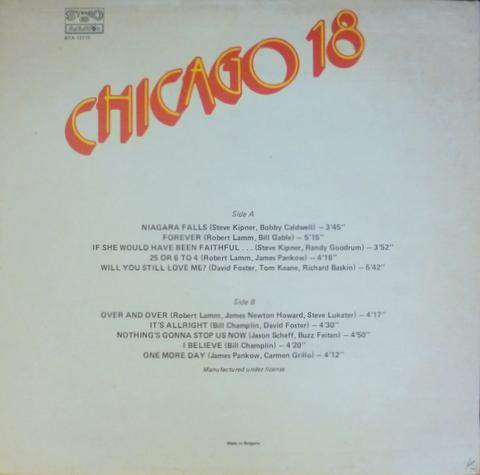 STEREO
BTA 12115
CHICAGO 18
Side A
NIAGARA FALLS (Steve Kipner, Bobby Caldwell) – 3'45"
FOREVER (Robert Lamm, Bill Gable) – 5'15"
IF SHE WOULD HAVE BEEN FAITHFUL . . . (Steve Kipner, Randy Goodrum) – 3'52"
25 OR 6 TO 4 (Robert Lamm, James Pankow) – 4'18"
WILL YOU STILL LOVE ME? (David Foster, Tom Keane, Richard Baskin) – 5'42"
Side B
OVER AND OVER (Robert Lamm, James Newton Howard, Steve Lukater) – 4'17"
IT'S ALLRIGHT (Bill Champlin, David Foster) – 4'30"
NOTHING'S GONNA STOP US NOW (Jason Scheff, Buzz Feiten) – 4'50"
I BELIEVE (Bill Champlin) – 4'20"
ONE MORE DAY (James Pankow, Carmen Grillo) – 4'12"
Manufactured under license
Made in Bulgaria